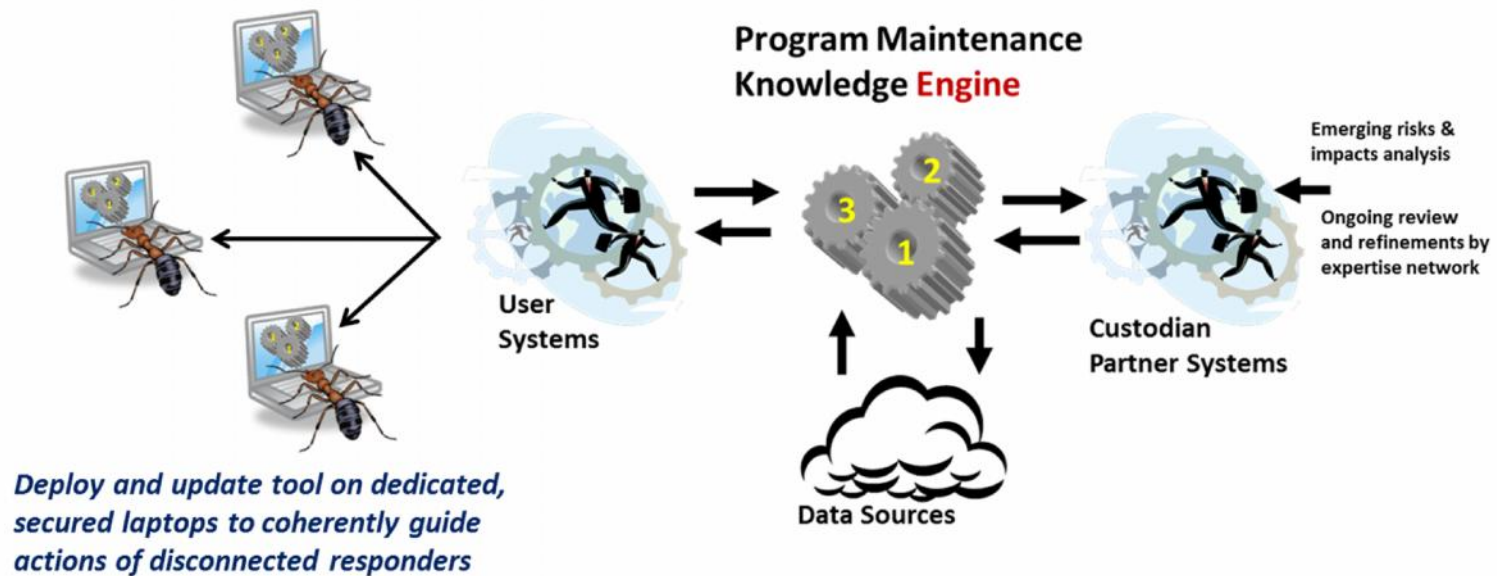 Program Maintenance
Knowledge Engine
Emerging risks &
impacts analysis
Ongoing review
and refinements by
expertise network
2
3
1
User
Systems
Custodian
Partner Systems
Data Sources
Deploy and update tool on dedicated,
secured laptops to coherently guide
actions of disconnected responders